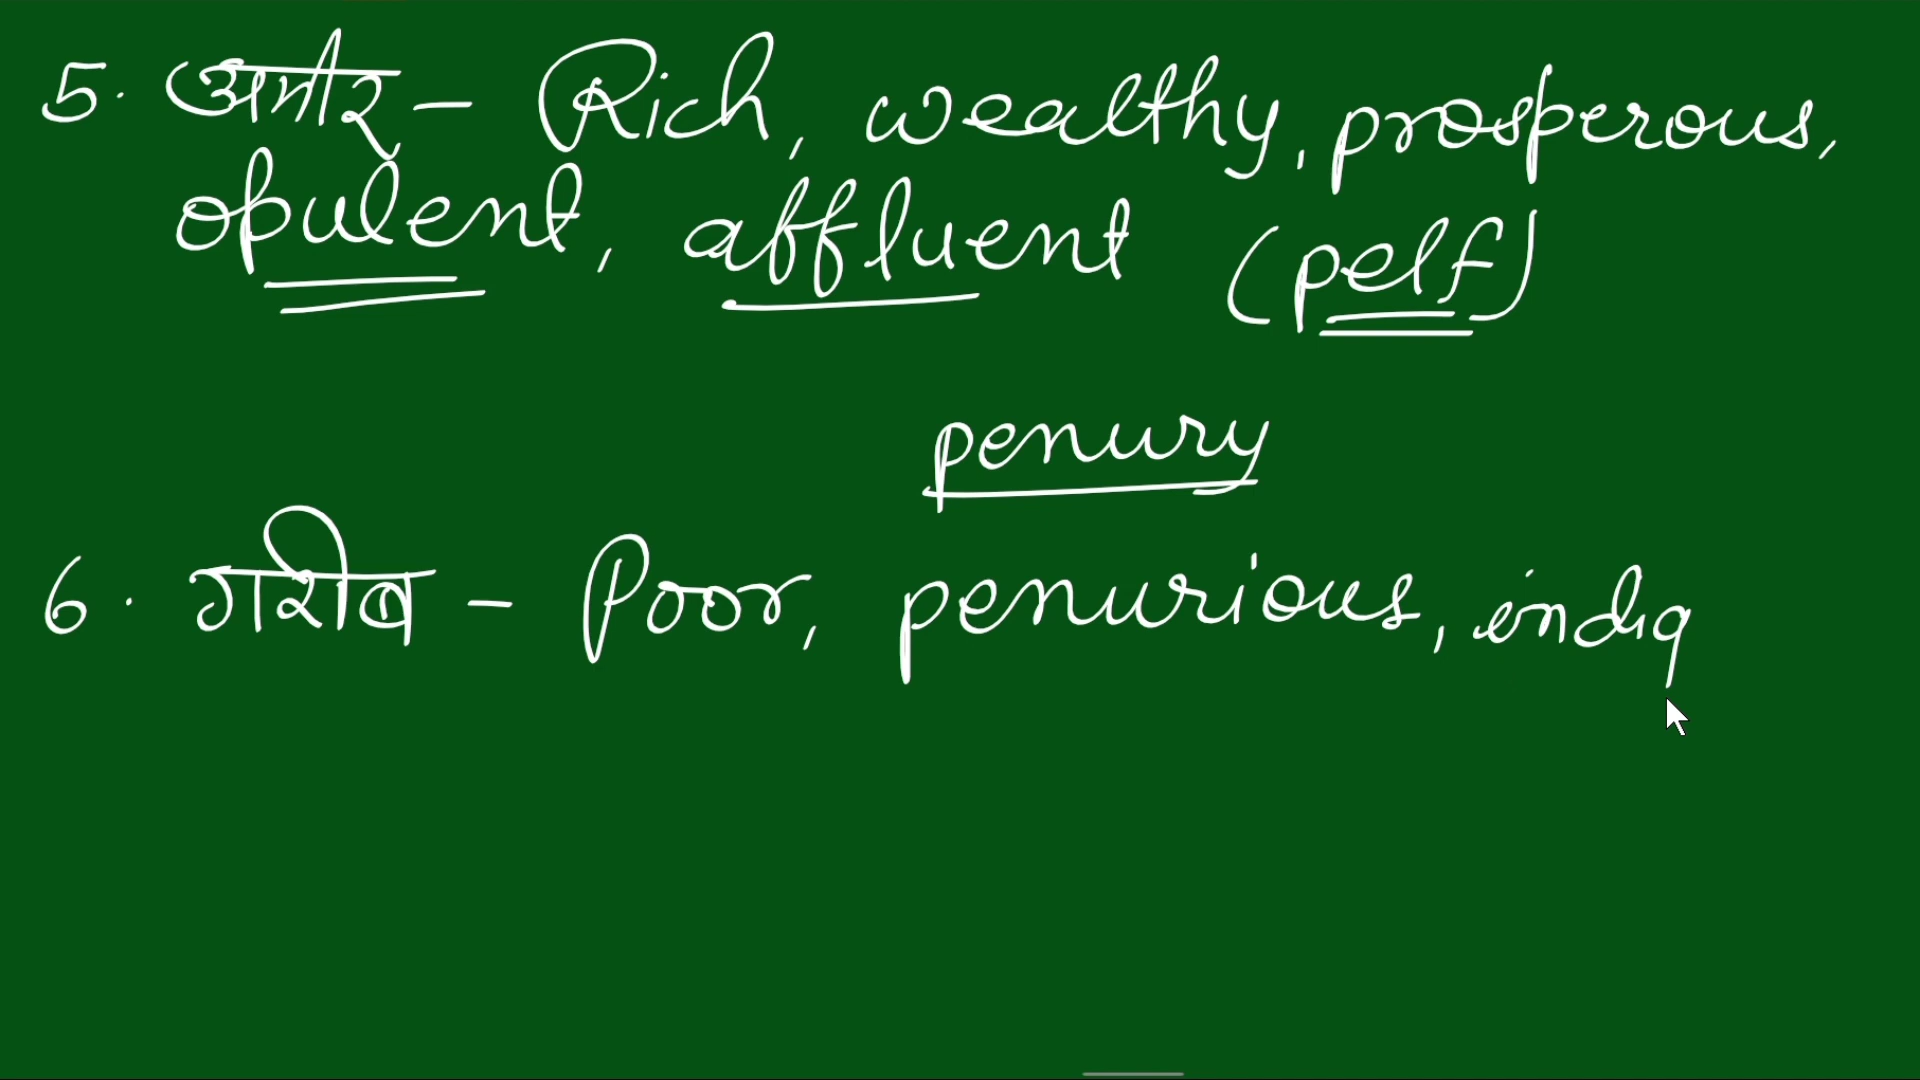 5. अमीर - Rich, wealthy, prosperous,
opulent, affluent (pelf)
penury
6. गरीब - Poor, penurious, indig